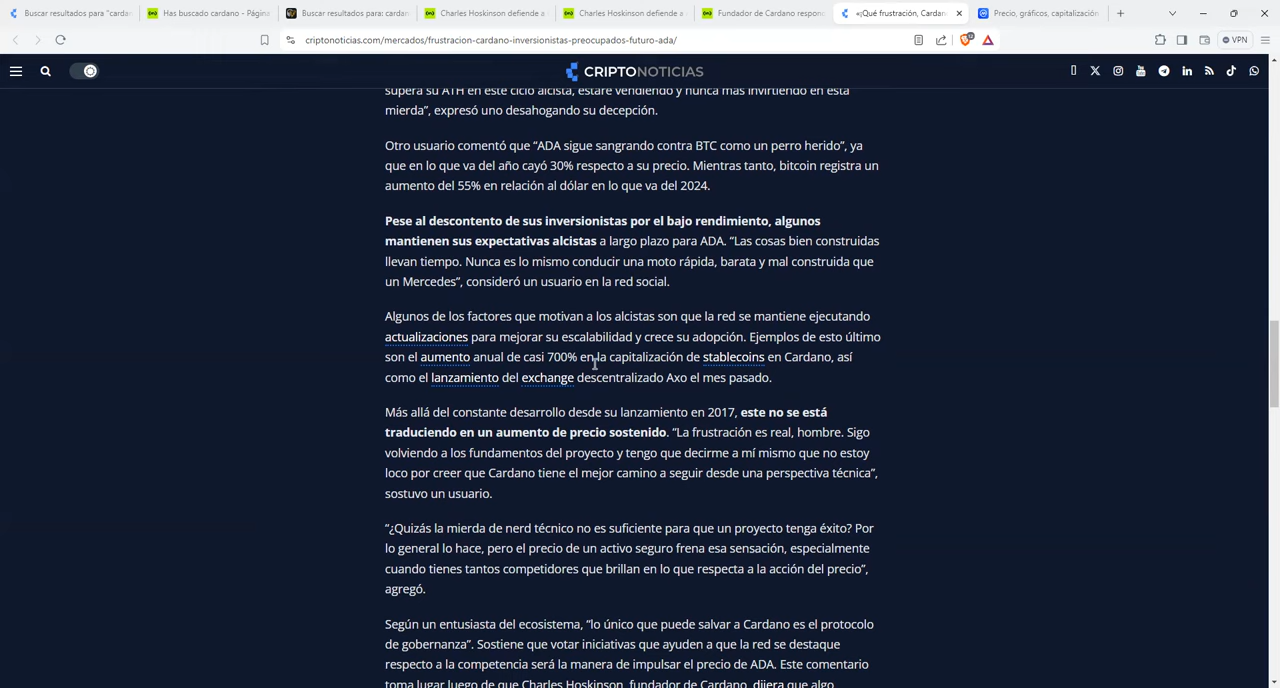 Buscar resultados para "cardan
Has buscado cardano - Página
Buscar resultados para: cardan
Charles Hoskinson defiende a
Charles Hoskinson defiende a
Fundador de Cardano respon
«¡Qué frustración, Cardan
Precio, gráficos, capitalización
criptonoticias.com/mercados/frustracion-cardano-inversionistas-preocupados-futuro-ada/
VPN
CRIPTONOTICIAS
supera su ATH en este ciclo alcista, estaré vendiendo y nunca más invirtiendo en esta
mierda”, expresó uno desahogando su decepción.
Otro usuario comentó que “ADA sigue sangrando contra BTC como un perro herido”, ya
que en lo que va del año cayó 30% respecto a su precio. Mientras tanto, bitcoin registra un
aumento del 55% en relación al dólar en lo que va del 2024.
Pese al descontento de sus inversionistas por el bajo rendimiento, algunos
mantienen sus expectativas alcistas a largo plazo para ADA. “Las cosas bien construidas
llevan tiempo. Nunca es lo mismo conducir una moto rápida, barata y mal construida que
un Mercedes”, consideró un usuario en la red social.
Algunos de los factores que motivan a los alcistas son que la red se mantiene ejecutando
actualizaciones para mejorar su escalabilidad y crece su adopción. Ejemplos de esto último
son el aumento anual de casi 700% en la capitalización de stablecoins en Cardano, así
como el lanzamiento del exchange descentralizado Axo el mes pasado.
Más allá del constante desarrollo desde su lanzamiento en 2017, este no se está
traduciendo en un aumento de precio sostenido. “La frustración es real, hombre. Sigo
volviendo a los fundamentos del proyecto y tengo que decirme a mí mismo que no estoy
loco por creer que Cardano tiene el mejor camino a seguir desde una perspectiva técnica”,
sostuvo un usuario.
“¿Quizás la mierda de nerd técnico no es suficiente para que un proyecto tenga éxito? Por
lo general lo hace, pero el precio de un activo seguro frena esa sensación, especialmente
cuando tienes tantos competidores que brillan en lo que respecta a la acción del precio”,
agregó.
Según un entusiasta del ecosistema, “lo único que puede salvar a Cardano es el protocolo
de gobernanza”. Sostiene que votar iniciativas que ayuden a que la red se destaque
respecto a la competencia será la manera de impulsar el precio de ADA. Este comentario
toma lugar luego de que Charles Hoskinson, fundador de Cardano, dijera que algo